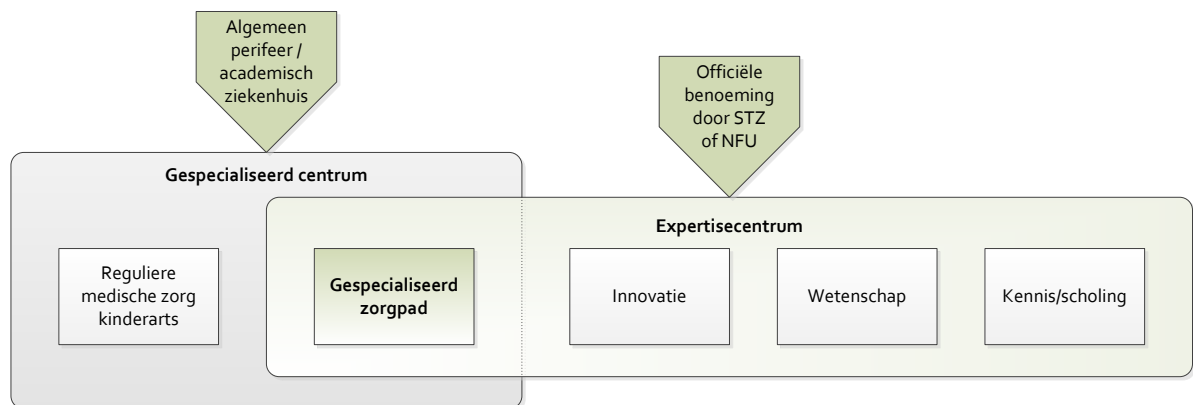 Algemeen
perifeer /
academisch
ziekenhuis
Officiële
benoeming
door STZ
of NFU
Gespecialiseerd centrum
Expertisecentrum
Reguliere
medische zorg
kinderarts
Gespecialiseerd
zorgpad
Innovatie
Wetenschap
Kennis/scholing